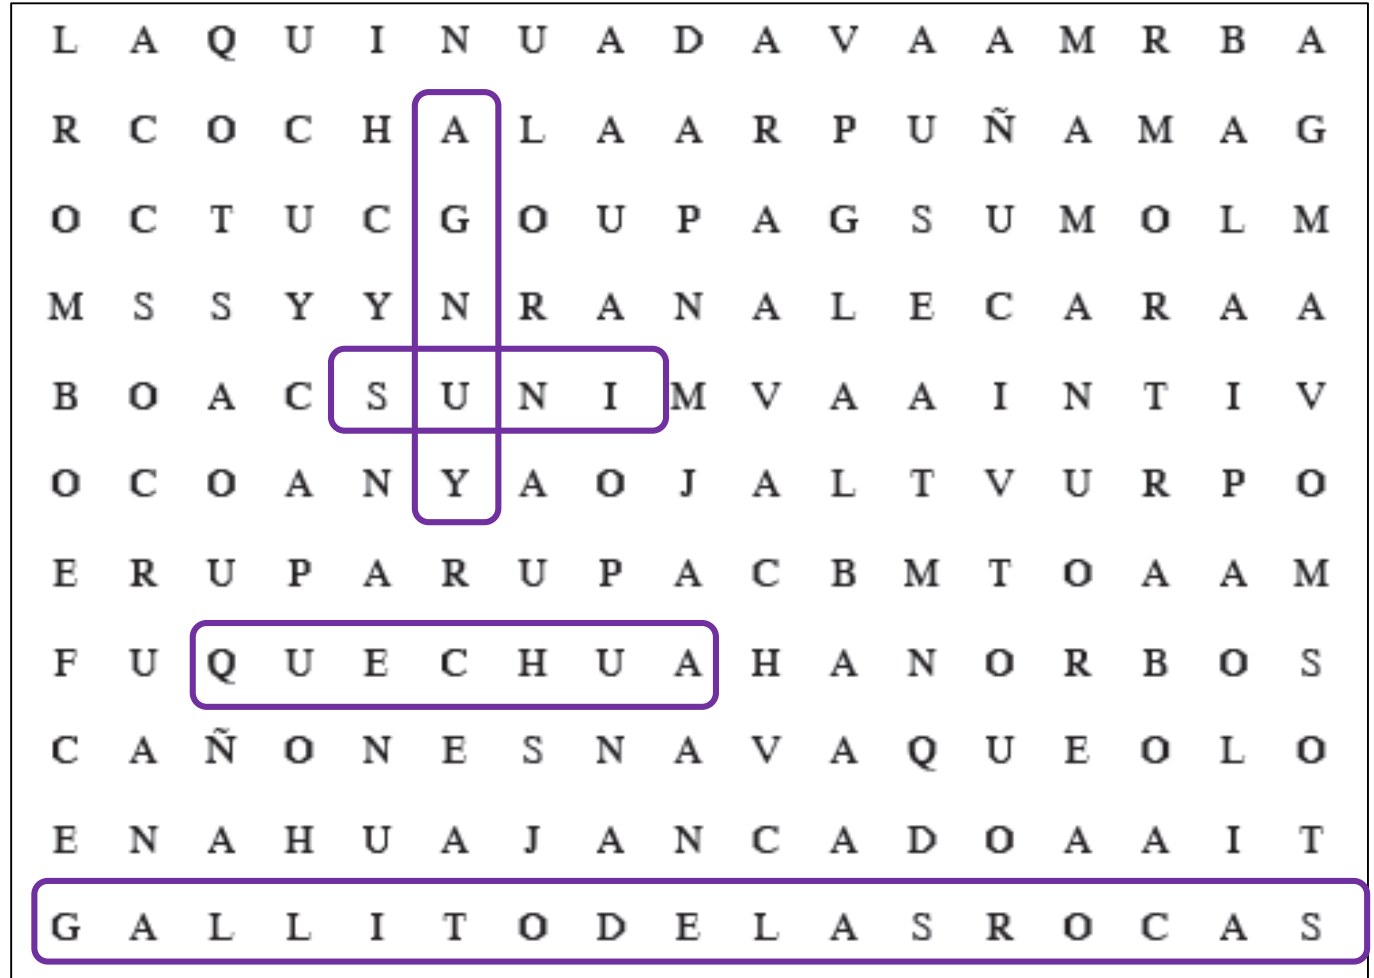 L A Q U I N U A D A V A A M R B A
R C O C H A L A A R P U Ñ A M A G
O C T U C G O U P A G S U M O L M
M S S Y Y N R A N A L E C A R A A
B O A C S U N I M V A A I N T I V
O C O A N Y A O J A L T V U R P O
E R U P A R U P A C B M T O A A M
F U Q U E C H U A H A N O R B O S
C A Ñ O N E S N A V A Q U E O L O
E N A H U A J A N C A D O A A I T
G A L L I T O D E L A S R O C A S